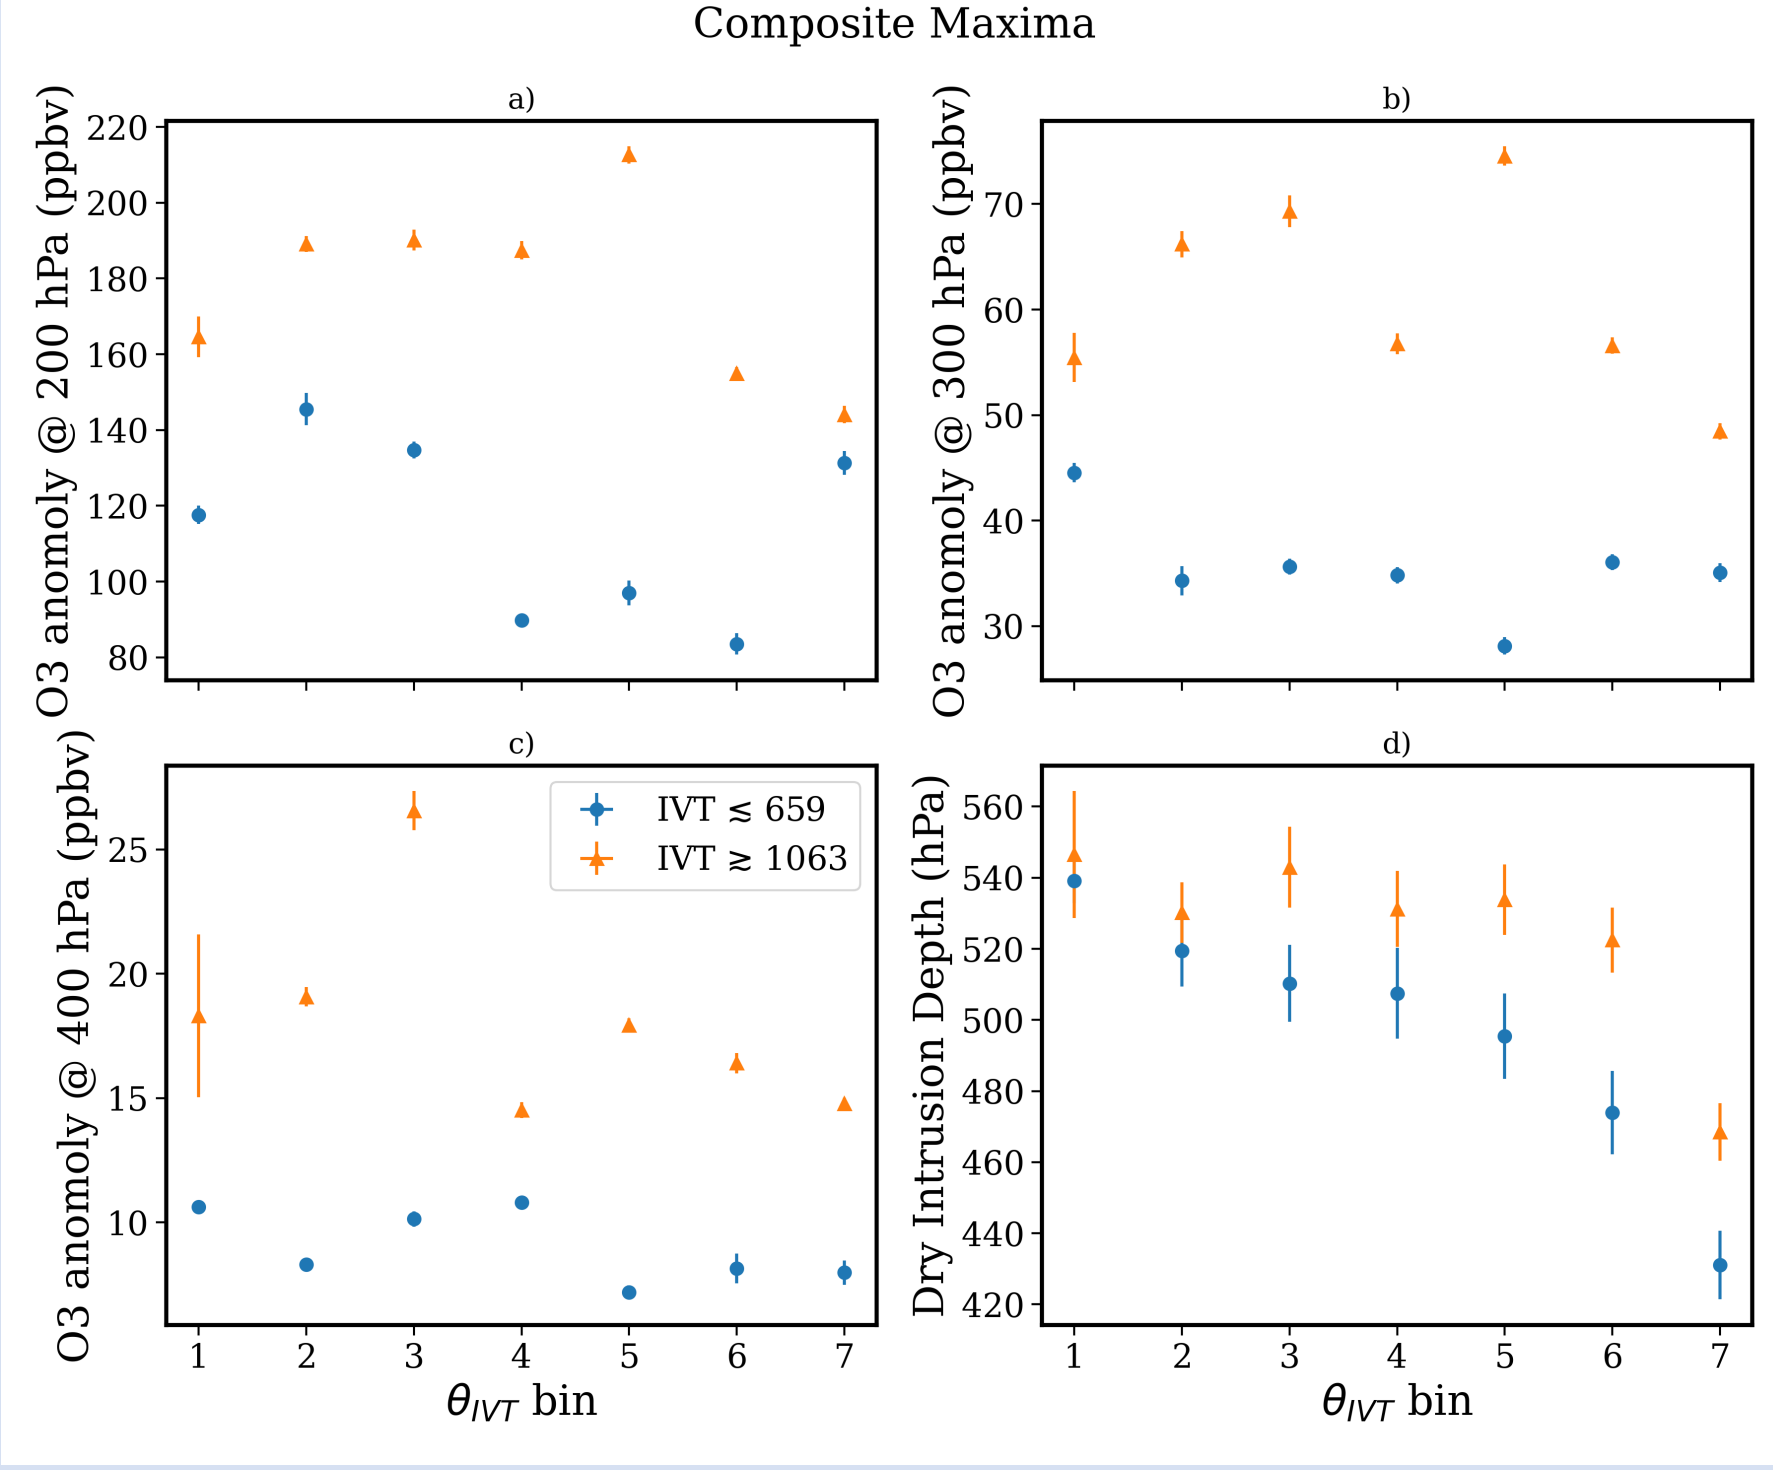 Composite Maxima
a)
O3 anomoly @ 200 hPa (ppbv)
220
200
180
160
140
120
100
80
b)
O3 anomoly @ 300 hPa (ppbv)
70
60
50
40
30
c)
O3 anomoly @ 400 hPa (ppbv)
25
20
15
10
IVT ≲ 659
IVT ≳ 1063
1 2 3 4 5 6 7
θ_IVT bin
d)
Dry Intrusion Depth (hPa)
560
540
520
500
480
460
440
420
1 2 3 4 5 6 7
θ_IVT bin